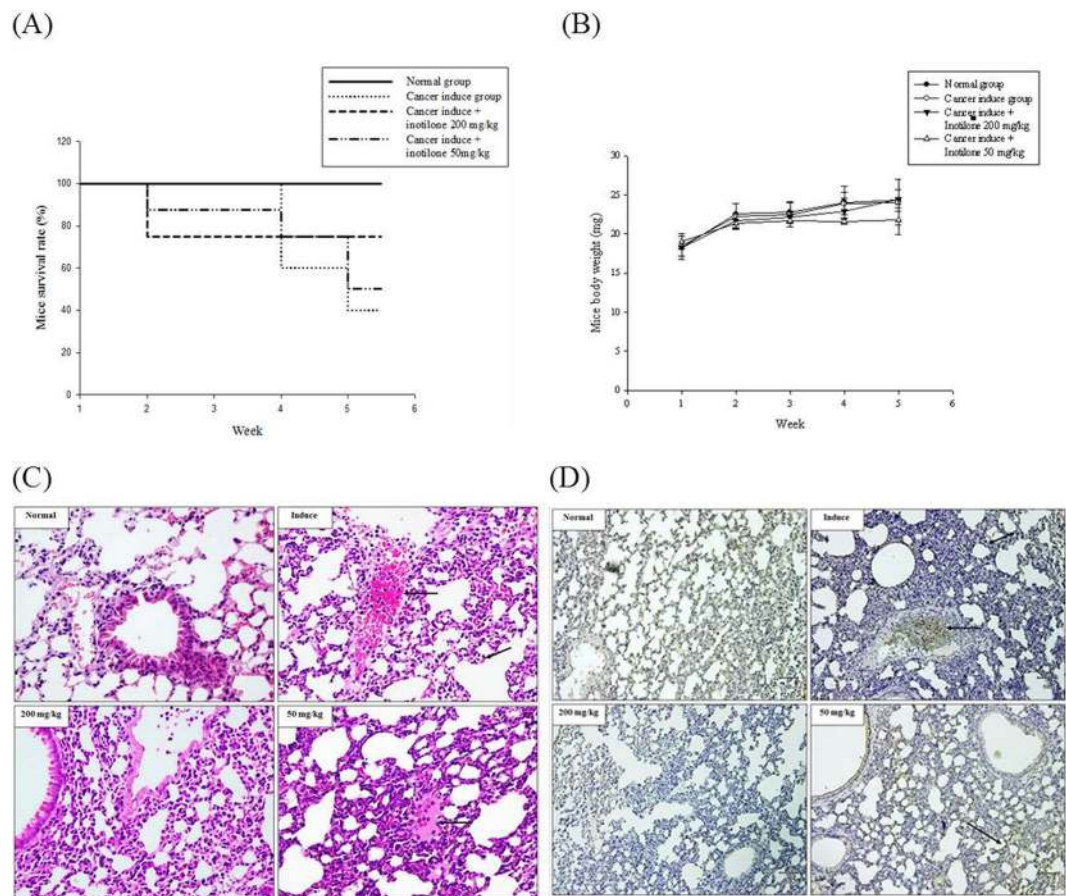 (A)
Normal group
Cancer induce group
Cancer induce +
inotilone 200 mg/kg
Cancer induce +
inotilone 50mg/kg
120
100
80
60
40
20
0
Mice survival rate (%)
1 2 3 4 5 6
Week
(B)
Normal group
Cancer induce group
Cancer induce +
Inotilone 200 mg/kg
Cancer induce +
Inotilone 50 mg/kg
30
25
20
15
10
5
0
Mice body weight (mg)
0 1 2 3 4 5 6
Week
(C)
Normal
Induce
200 mg/kg
50 mg/kg
(D)
Normal
Induce
200 mg/kg
50 mg/kg